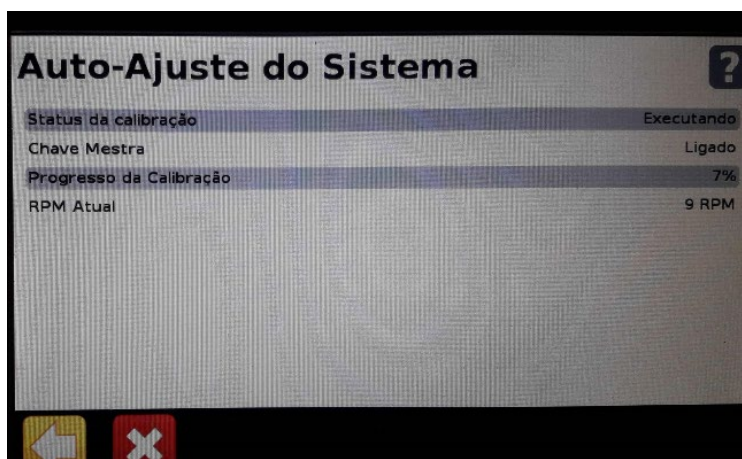 Auto-Ajuste do Sistema ?
Status da calibração Executando
Chave Mestra Ligado
Progresso da Calibração 7%
RPM Atual 9 RPM